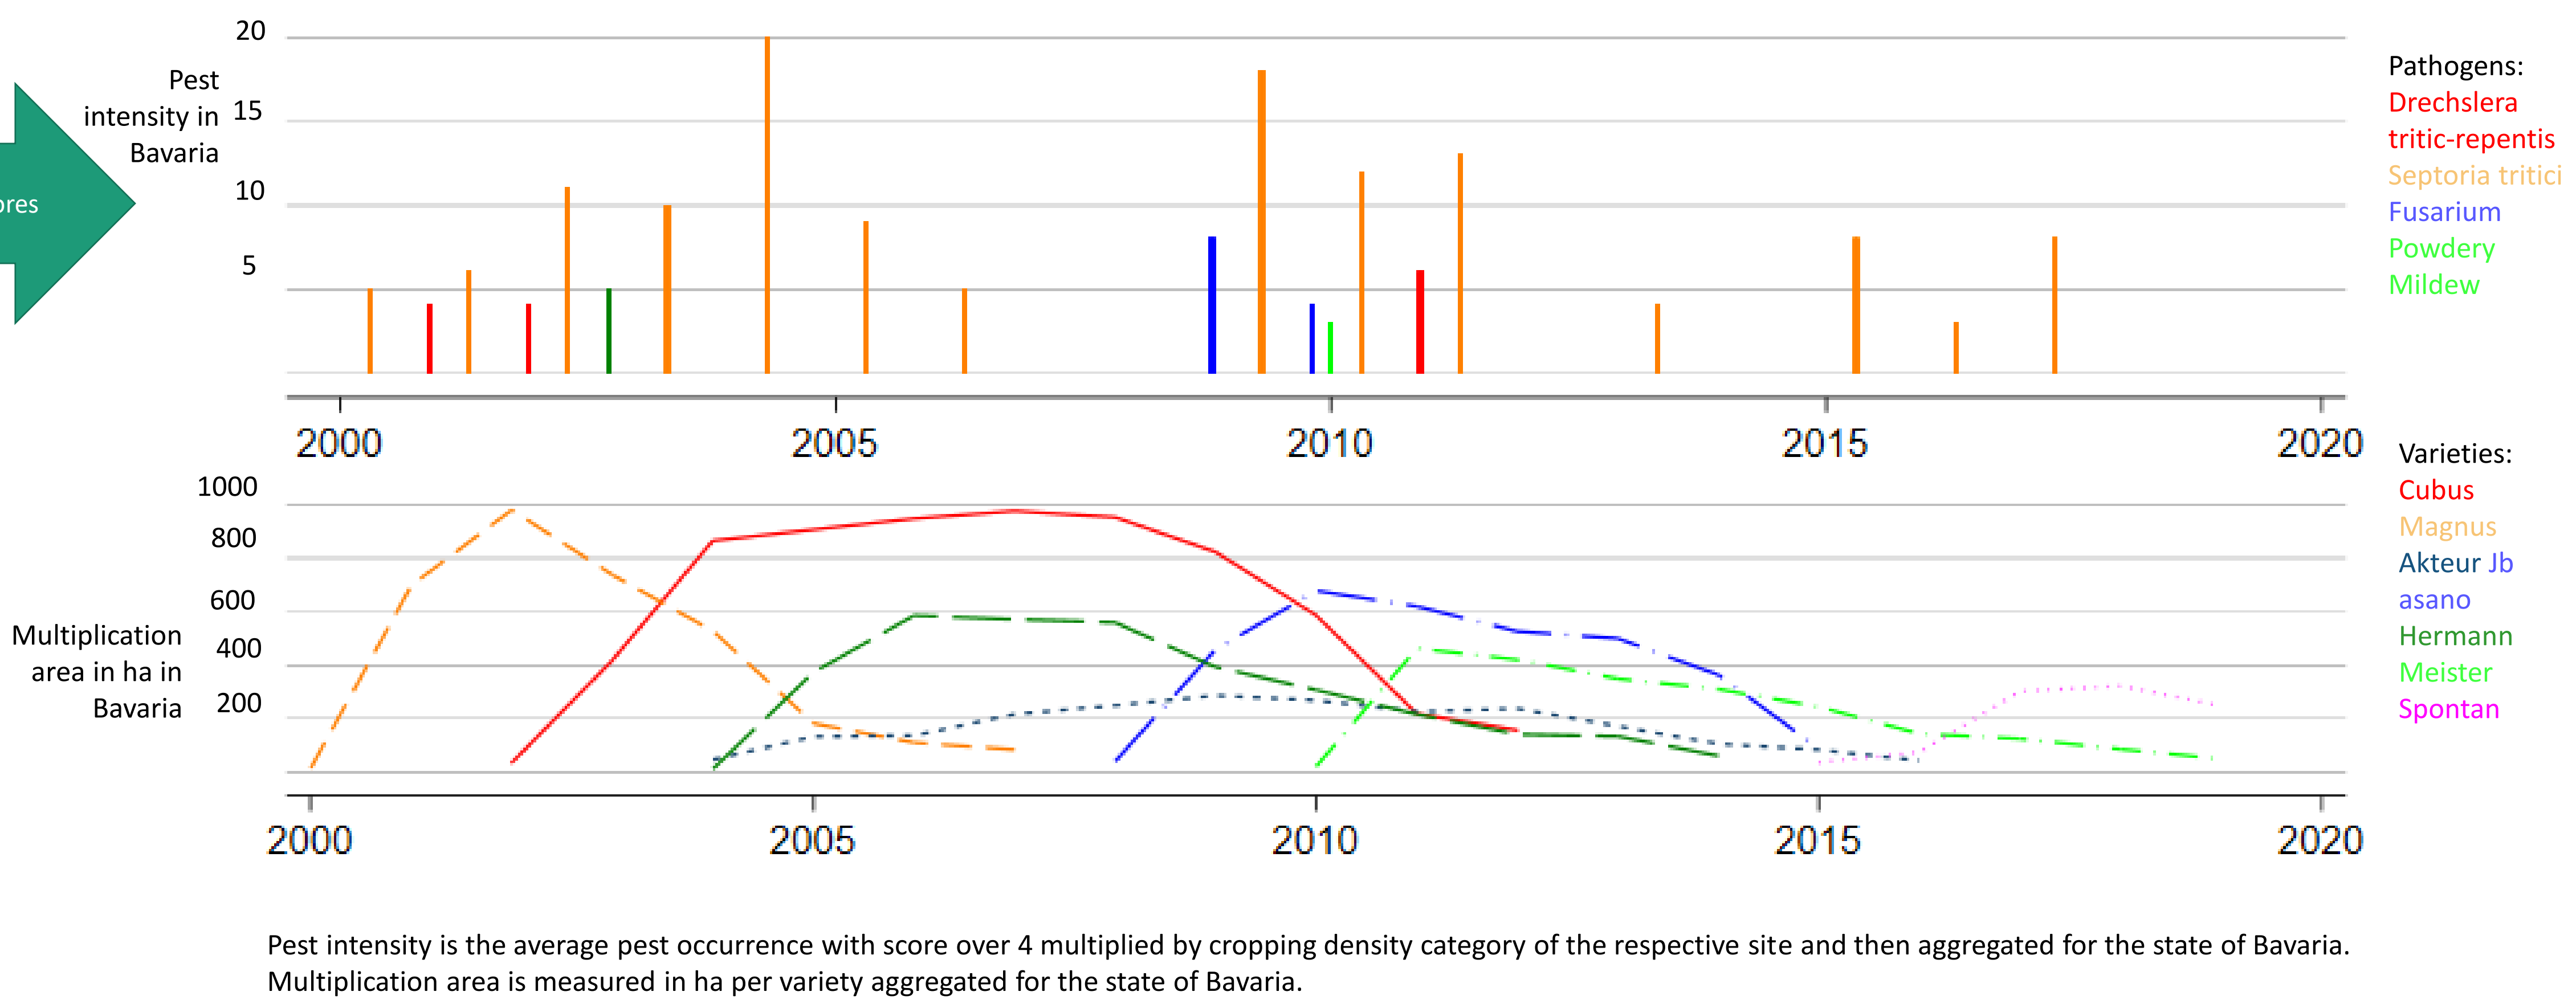 20
Pest
intensity in
Bavaria
15
10
5
ores
2000 2005 2010 2015 2020
Pathogens:
Drechslera
tritic-repentis
Septoria tritici
Fusarium
Powdery
Mildew
1000
800
600
400
200
Multiplication
area in ha in
Bavaria
2000 2005 2010 2015 2020
Varieties:
Cubus
Magnus
Akteur Jb
asano
Hermann
Meister
Spontan
Pest intensity is the average pest occurrence with score over 4 multiplied by cropping density category of the respective site and then aggregated for the state of Bavaria.
Multiplication area is measured in ha per variety aggregated for the state of Bavaria.